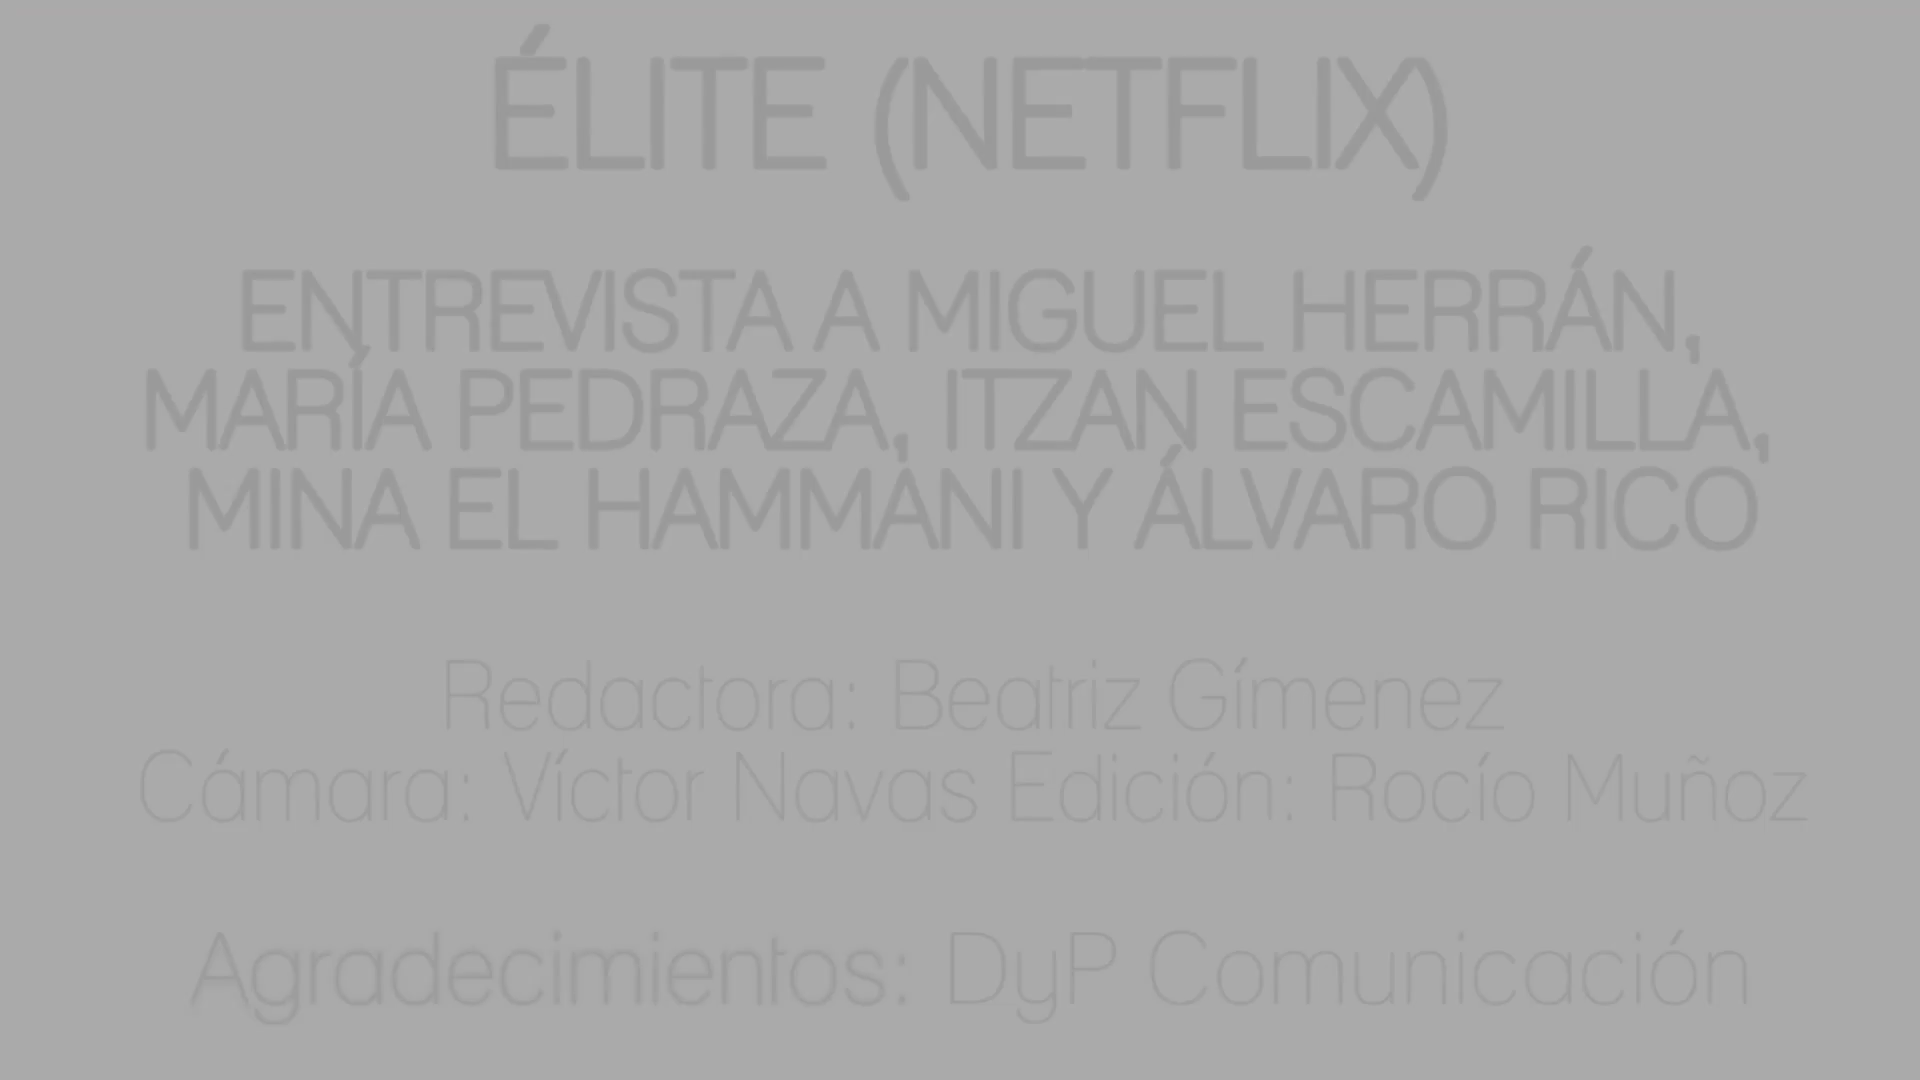 ÉLITE (NETFLIX)
ENTREVISTA A MIGUEL HERRÁN,
MARÍA PEDRAZA, ITZAN ESCAMILLA,
MINA EL HAMMANI Y ÁLVARO RICO
Redactora: Beatriz Gímenez
Cámara: Víctor Navas Edición: Rocío Muñoz
Agradecimientos: DyP Comunicación